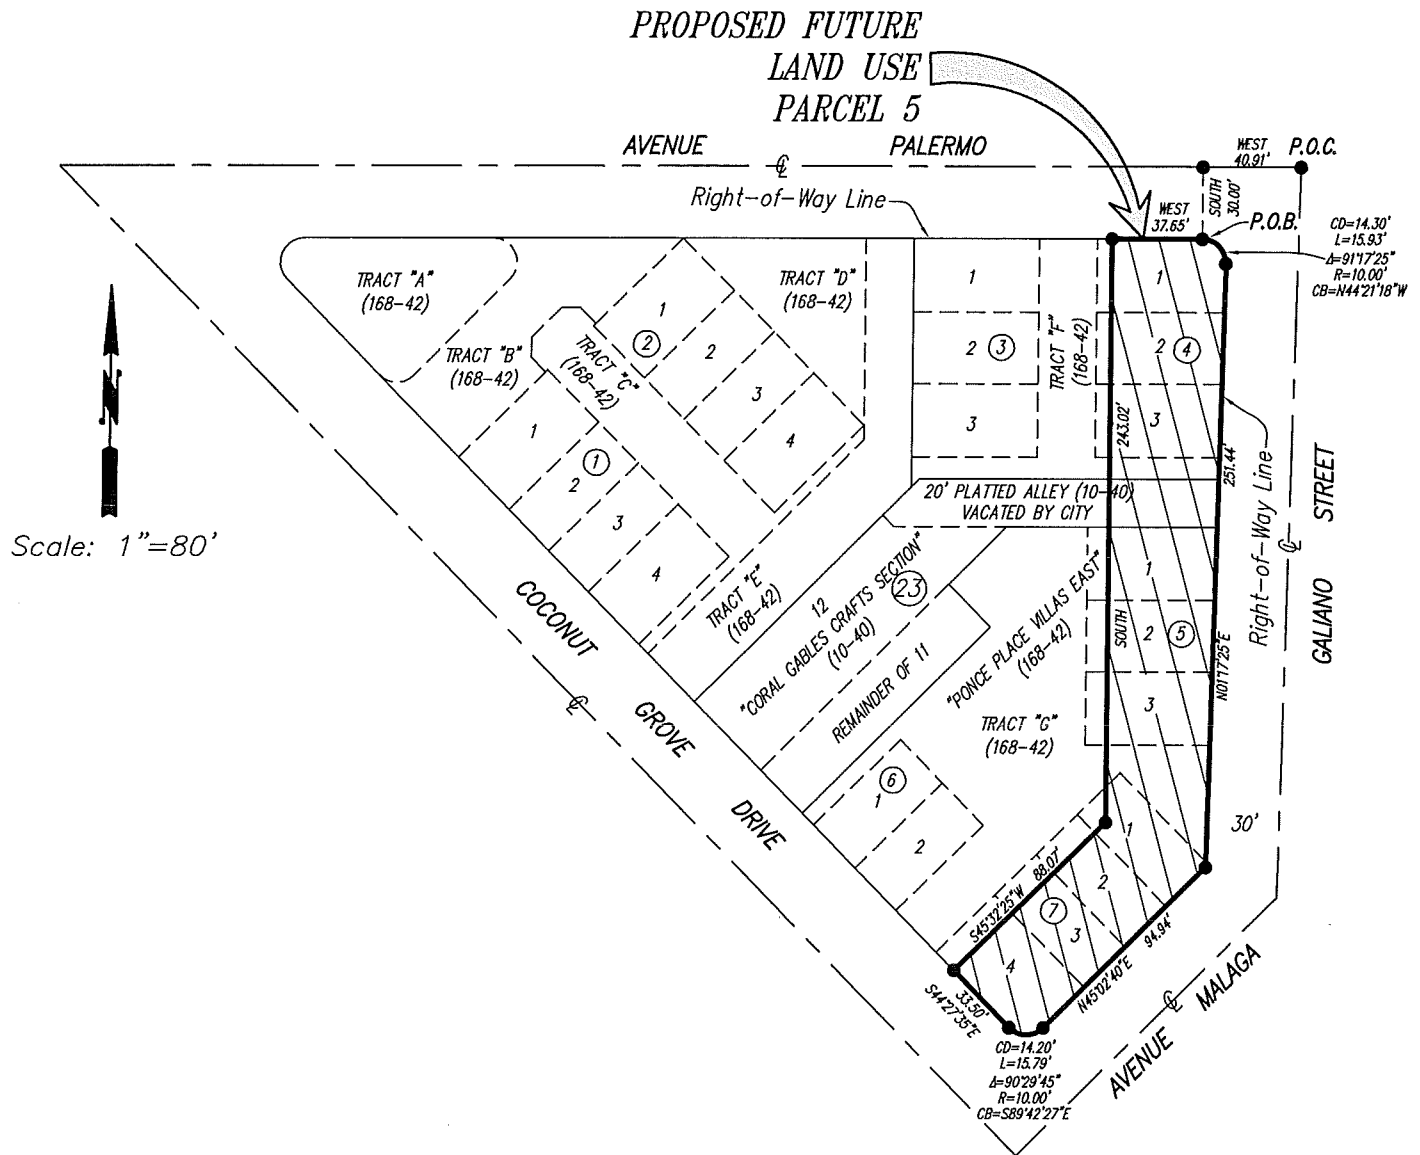 PROPOSED FUTURE
LAND USE
PARCEL 5
AVENUE PALERMO
WEST
40.91'
P.O.C.
Right-of-Way Line
WEST
37.65'
SOUTH
30.00'
P.O.B.
CD=14.30'
L=15.93'
Δ=91°17'25"
R=10.00'
CB=N44°21'18"W
TRACT "A"
(168-42)
TRACT "B"
(168-42)
TRACT "C"
(168-42)
TRACT "D"
(168-42)
1
2
2
3
4
1
2 3
3
TRACT "F"
(168-42)
1
2 4
3
243.02'
251.44'
Right-of-Way Line
GALIANO STREET
N
Scale: 1"=80'
1
1
2
3
4
20' PLATTED ALLEY (10-40)
VACATED BY CITY
TRACT "E"
(168-42)
12
"CORAL GABLES CRAFTS SECTION"
(10-40)
23
REMAINDER OF 11
"PONCE PLACE VILLAS EAST"
(168-42)
TRACT "G"
(168-42)
1
2 5
3
SOUTH
N01°17'25"E
COCONUT GROVE DRIVE
6
1
2
30'
1
2
7
3
4
S45°32'25"W 88.07'
94.94'
N45°02'40"E
33.50'
S44°27'35"E
CD=14.20'
L=15.79'
Δ=90°29'45"
R=10.00'
CB=S89°42'27"E
AVENUE MALAGA